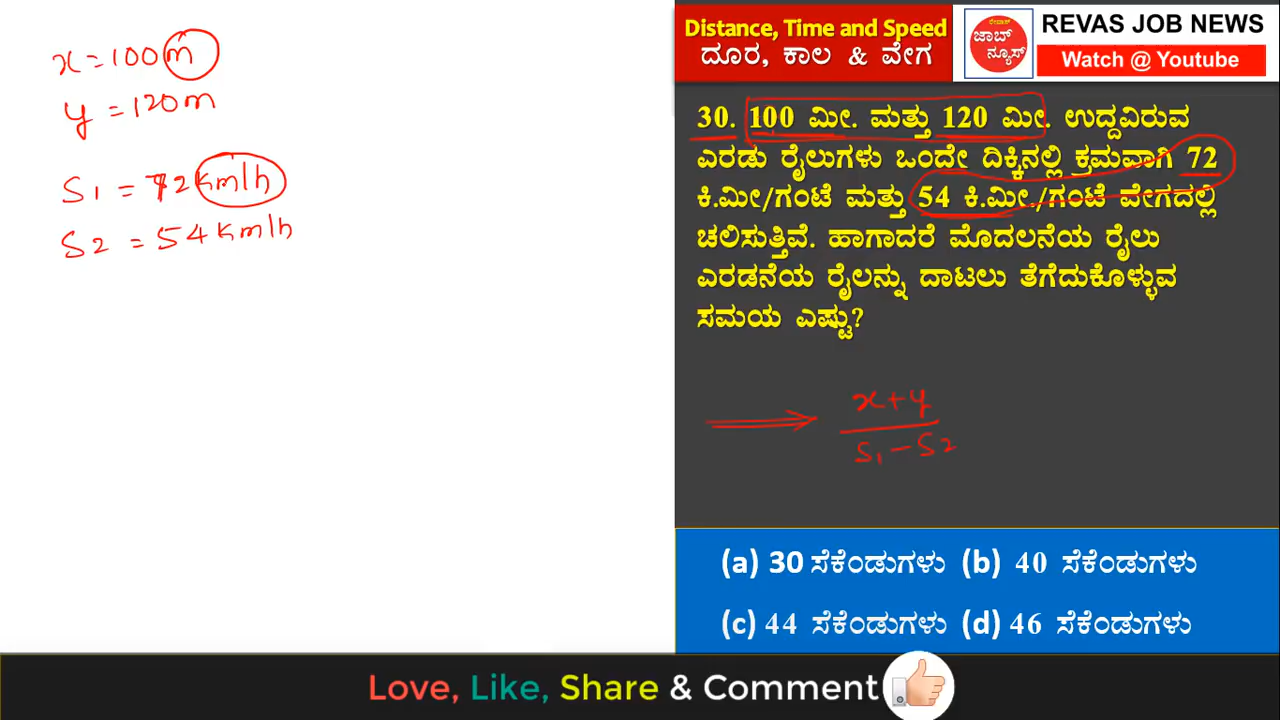 x = 100m
y = 120m
S1 = 72km/h
S2 = 54km/h
Distance, Time and Speed
ದೂರ, ಕಾಲ & ವೇಗ
ರೇವಾಸ್
ಜಾಬ್
ನ್ಯೂಸ್
REVAS JOB NEWS
Watch @ Youtube
30. 100 ಮೀ. ಮತ್ತು 120 ಮೀ. ಉದ್ದವಿರುವ
ಎರಡು ರೈಲುಗಳು ಒಂದೇ ದಿಕ್ಕಿನಲ್ಲಿ ಕ್ರಮವಾಗಿ 72
ಕಿ.ಮೀ/ಗಂಟೆ ಮತ್ತು 54 ಕಿ.ಮೀ./ಗಂಟೆ ವೇಗದಲ್ಲಿ
ಚಲಿಸುತ್ತಿವೆ. ಹಾಗಾದರೆ ಮೊದಲನೆಯ ರೈಲು
ಎರಡನೆಯ ರೈಲನ್ನು ದಾಟಲು ತೆಗೆದುಕೊಳ್ಳುವ
ಸಮಯ ಎಷ್ಟು?
x+y
S1-S2
(a) 30 ಸೆಕೆಂಡುಗಳು (b) 40 ಸೆಕೆಂಡುಗಳು
(c) 44 ಸೆಕೆಂಡುಗಳು (d) 46 ಸೆಕೆಂಡುಗಳು
Love, Like, Share & Comment